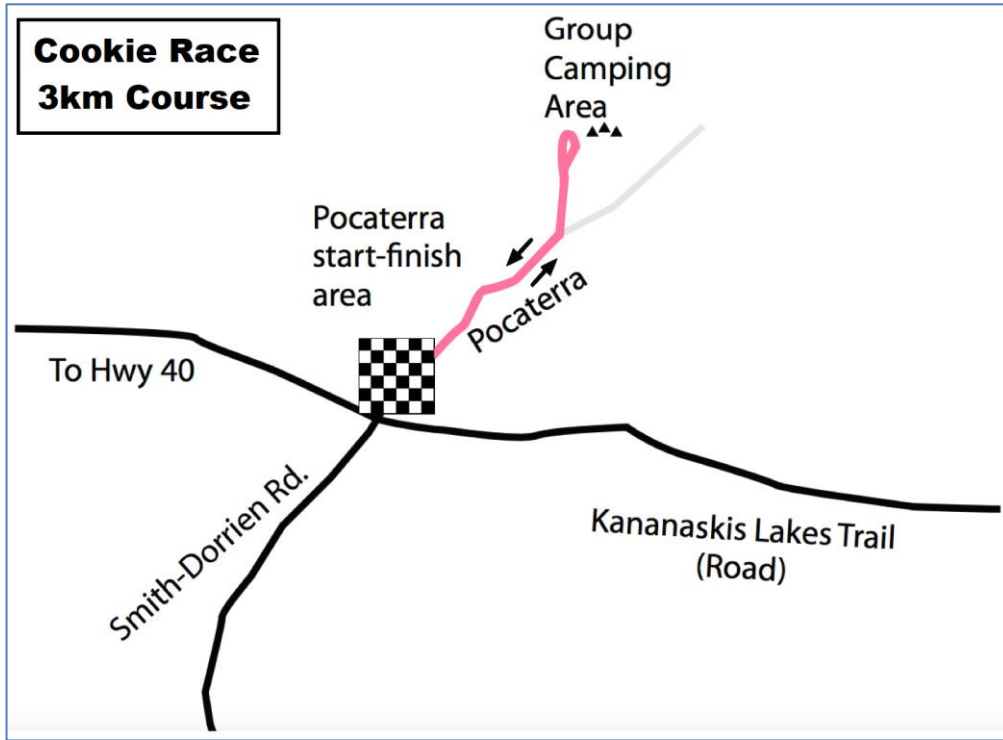 Cookie Race
3km Course
Group
Camping
Area
Pocaterra
start-finish
area
Pocaterra
To Hwy 40
Smith-Dorrien Rd.
Kananaskis Lakes Trail
(Road)